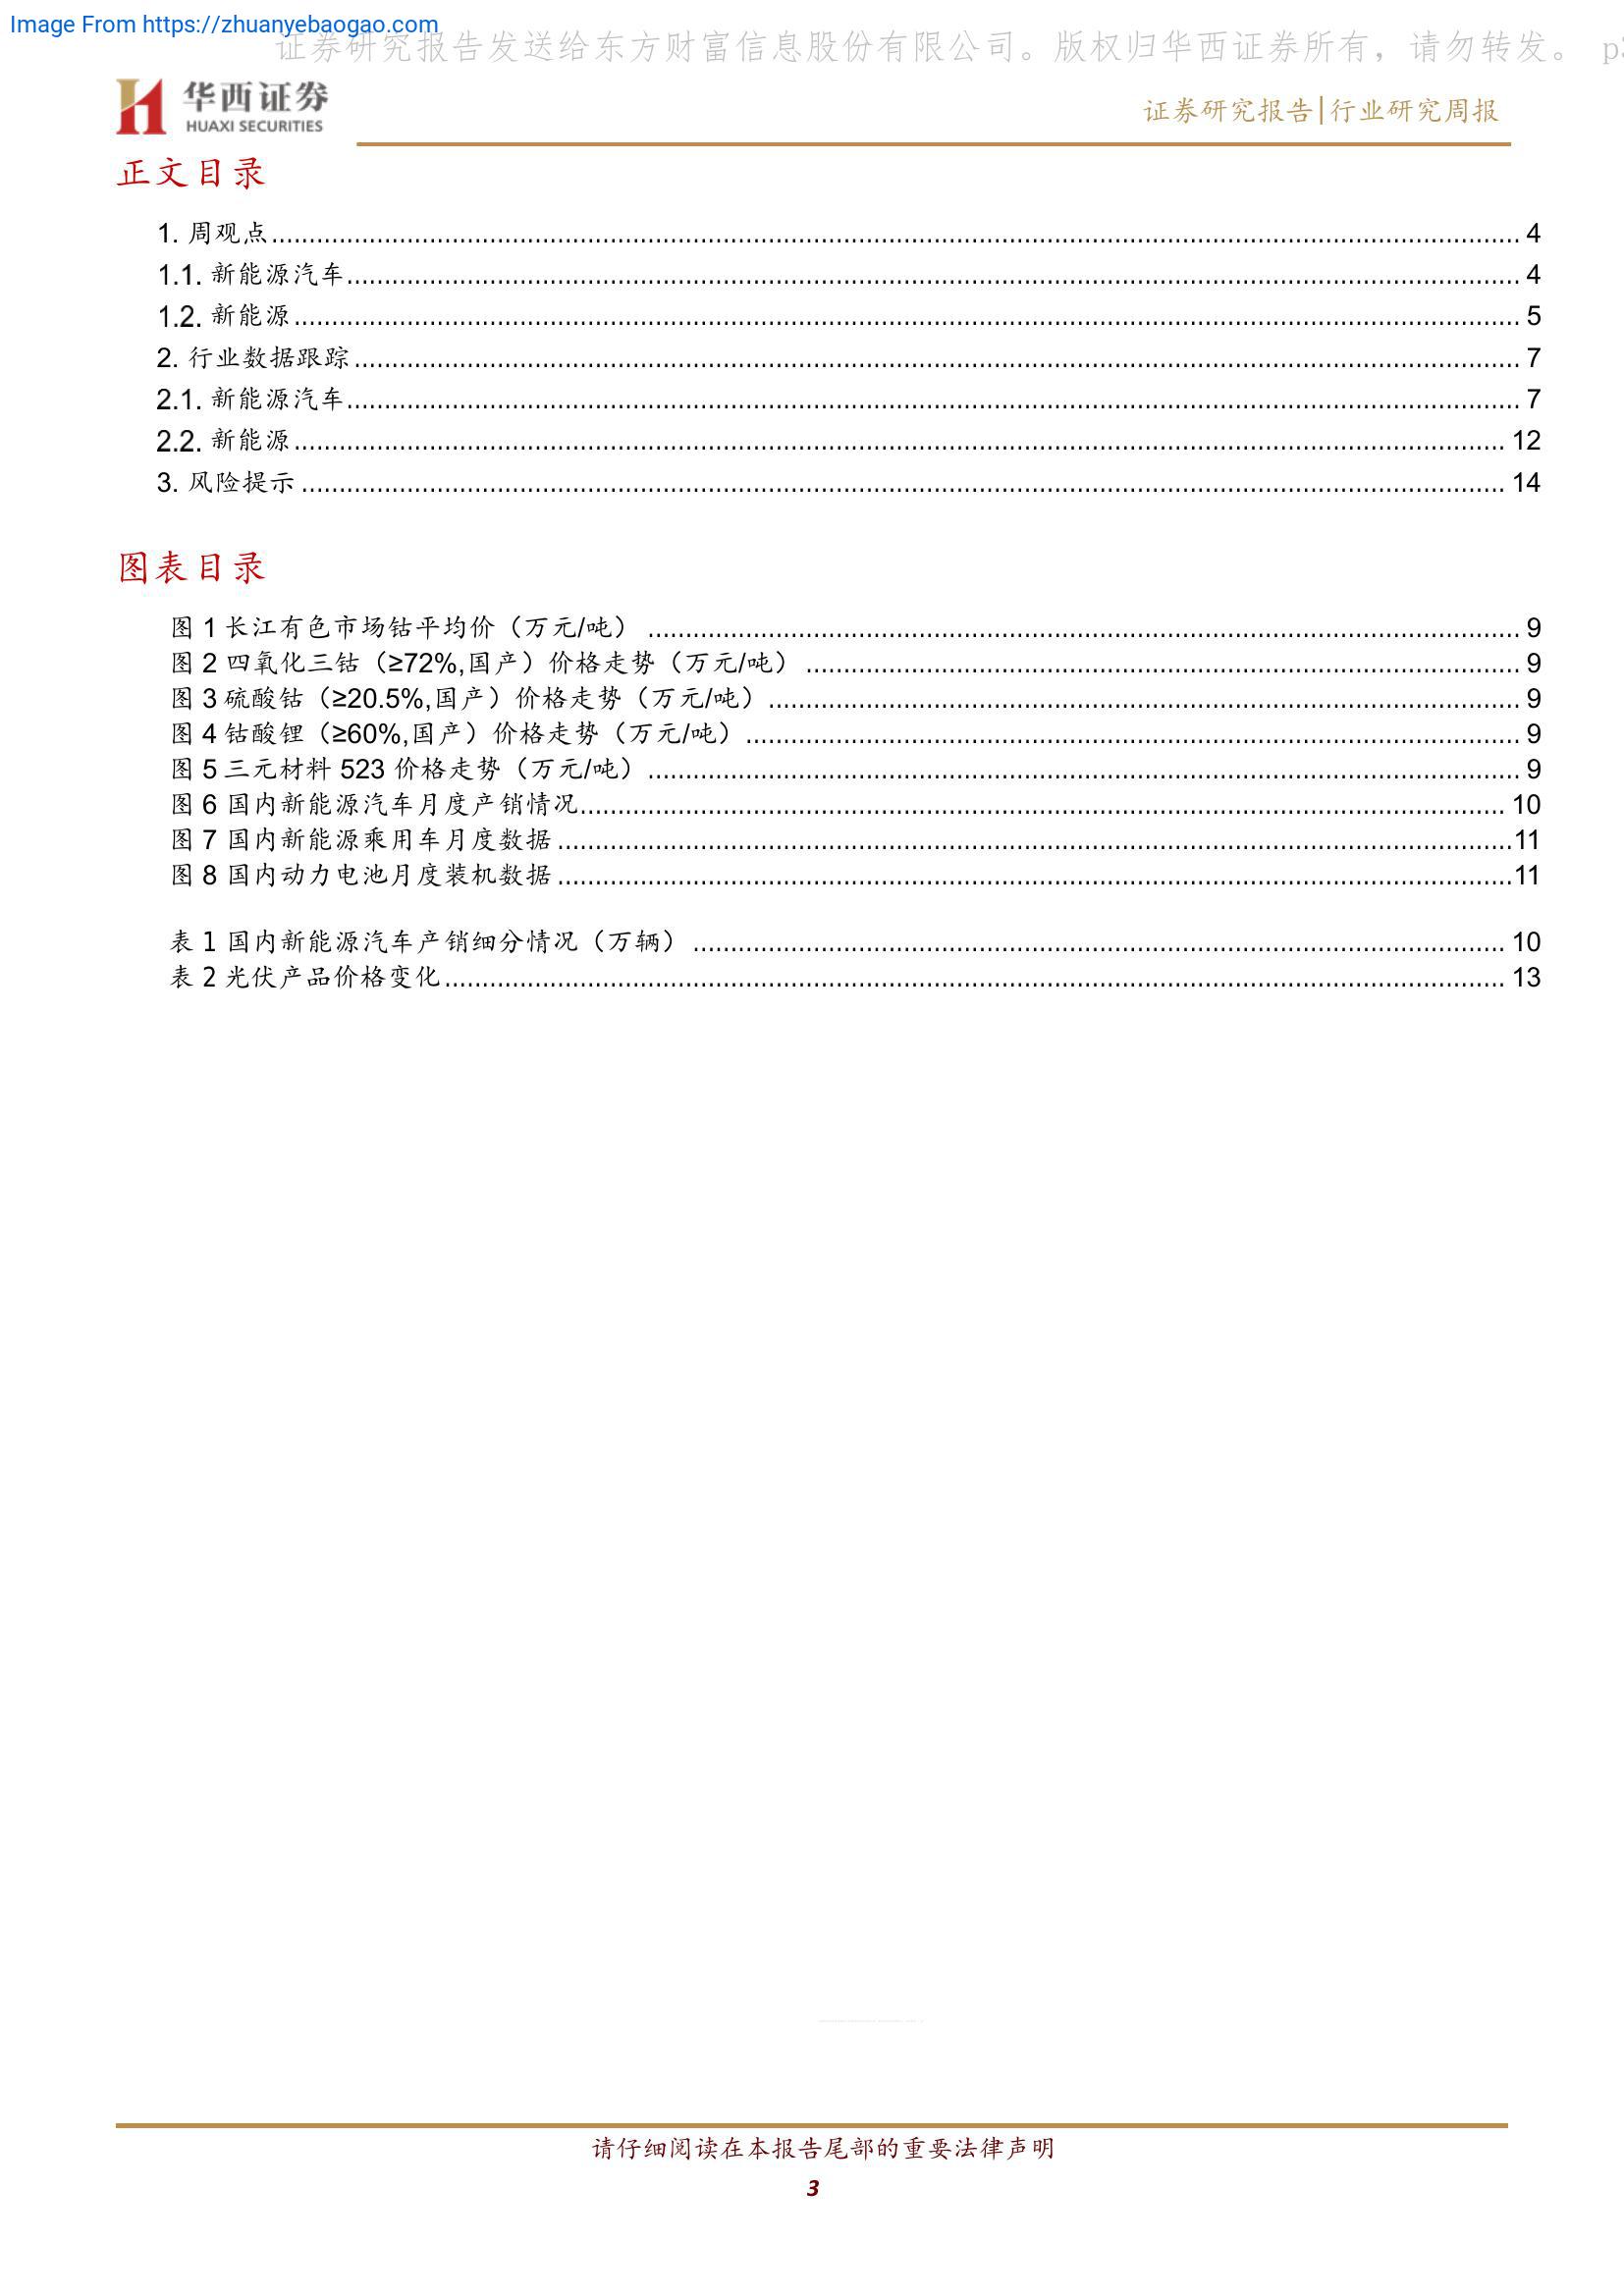 Image From https://zhuanyebaogao.com
证券研究报告发送给东方财富信息股份有限公司。版权归华西证券所有，请勿转发。 p
华西证券
HUAXI SECURITIES
证券研究报告|行业研究周报
正文目录
1. 周观点 4
1.1. 新能源汽车 4
1.2. 新能源 5
2. 行业数据跟踪 7
2.1. 新能源汽车 7
2.2. 新能源 12
3. 风险提示 14
图表目录
图 1 长江有色市场钴平均价（万元/吨） 9
图 2 四氧化三钴（≥72%,国产）价格走势（万元/吨） 9
图 3 硫酸钴（≥20.5%,国产）价格走势（万元/吨） 9
图 4 钴酸锂（≥60%,国产）价格走势（万元/吨） 9
图 5 三元材料 523 价格走势（万元/吨） 9
图 6 国内新能源汽车月度产销情况 10
图 7 国内新能源乘用车月度数据 11
图 8 国内动力电池月度装机数据 11
表 1 国内新能源汽车产销细分情况（万辆） 10
表 2 光伏产品价格变化 13
请仔细阅读在本报告尾部的重要法律声明
3